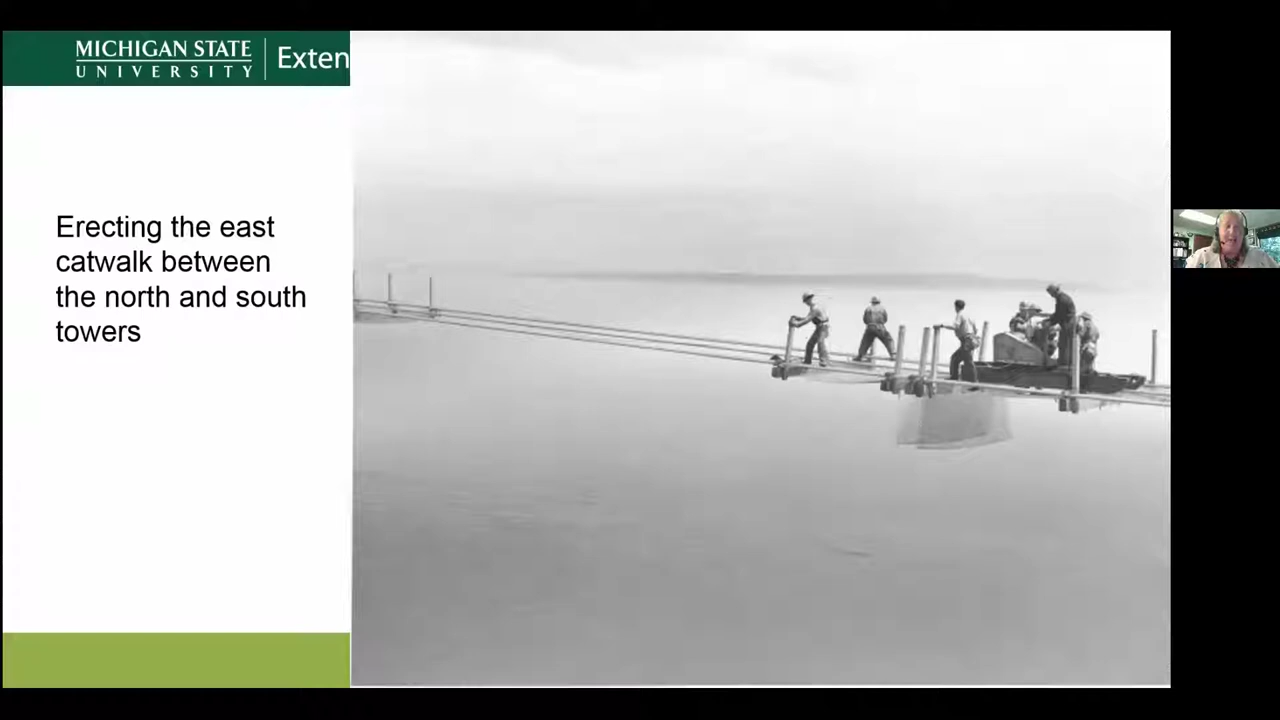 MICHIGAN STATE
UNIVERSITY
Exten
Erecting the east
catwalk between
the north and south
towers